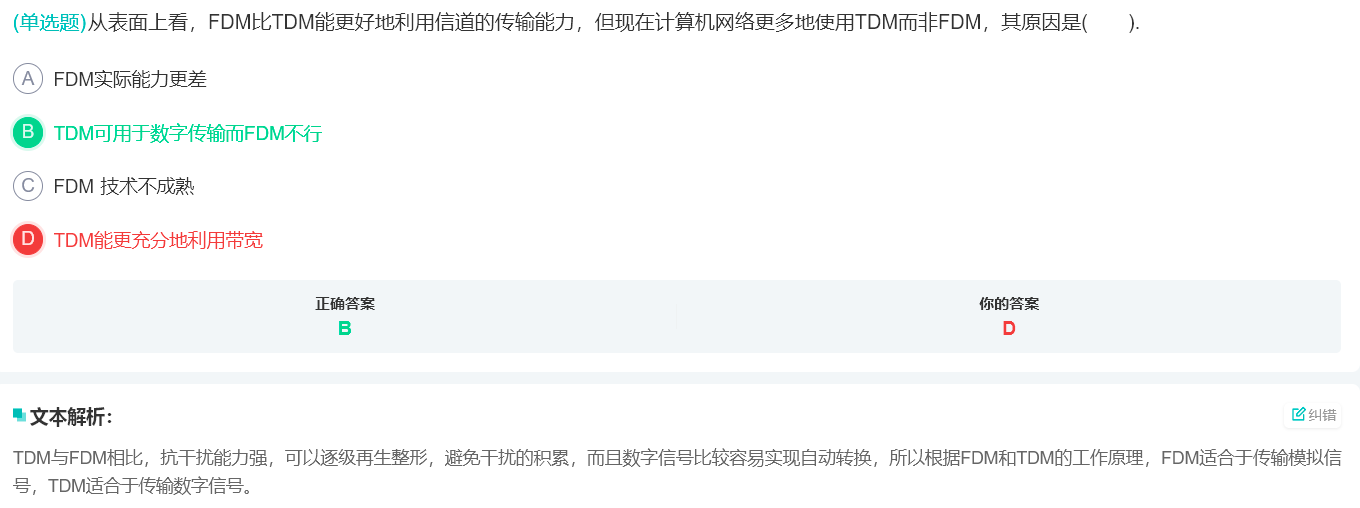 (单选题)从表面上看，FDM比TDM能更好地利用信道的传输能力，但现在计算机网络更多地使用TDM而非FDM，其原因是(　　).
A FDM实际能力更差
B TDM可用于数字传输而FDM不行
C FDM 技术不成熟
D TDM能更充分地利用带宽
正确答案 你的答案
B D
文本解析： 纠错
TDM与FDM相比，抗干扰能力强，可以逐级再生整形，避免干扰的积累，而且数字信号比较容易实现自动转换，所以根据FDM和TDM的工作原理，FDM适合于传输模拟信
号，TDM适合于传输数字信号。